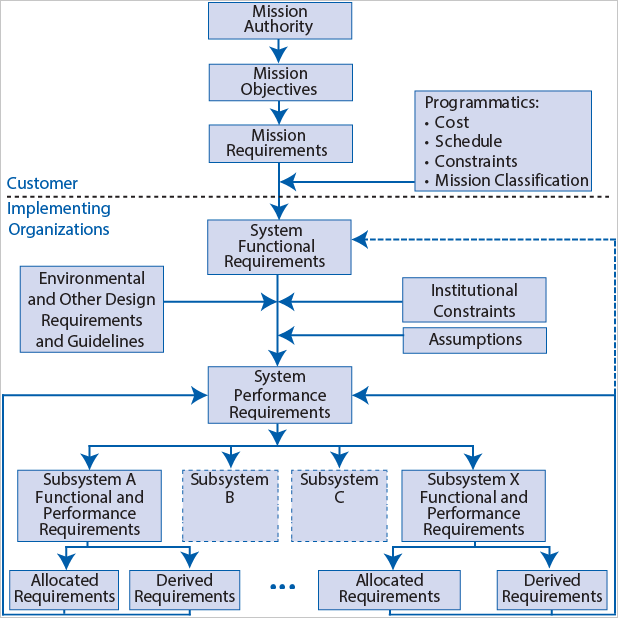 Mission
Authority
Mission
Objectives
Mission
Requirements
Programmatics:
• Cost
• Schedule
• Constraints
• Mission Classification
Customer
Implementing
Organizations
System
Functional
Requirements
Environmental
and Other Design
Requirements
and Guidelines
Institutional
Constraints
Assumptions
System
Performance
Requirements
Subsystem A
Functional and
Performance
Requirements
Subsystem
B
Subsystem
C
Subsystem X
Functional and
Performance
Requirements
Allocated
Requirements
Derived
Requirements
•••
Allocated
Requirements
Derived
Requirements